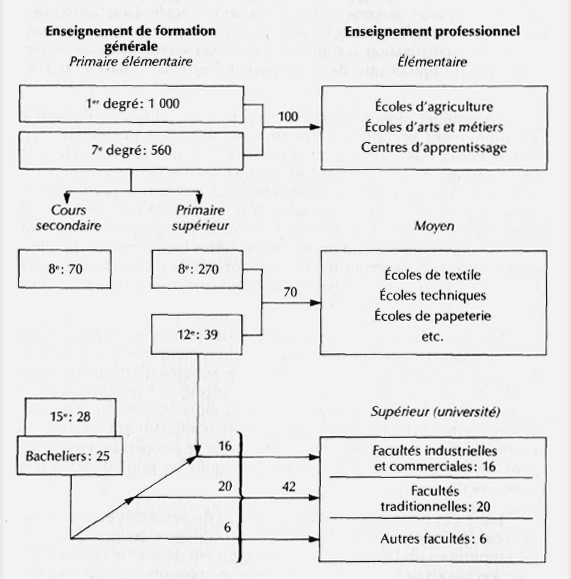 Enseignement de formation
générale
Primaire élémentaire
Enseignement professionnel
Élémentaire
1er degré: 1 000
7e degré: 560
100
Écoles d'agriculture
Écoles d'arts et métiers
Centres d'apprentissage
Cours
secondaire
Primaire
supérieur
Moyen
8e: 70
8e: 270
12e: 39
70
Écoles de textile
Écoles techniques
Écoles de papeterie
etc.
15e: 28
Bacheliers: 25
Supérieur (université)
16
20
6
42
Facultés industrielles
et commerciales: 16
Facultés
traditionnelles: 20
Autres facultés: 6